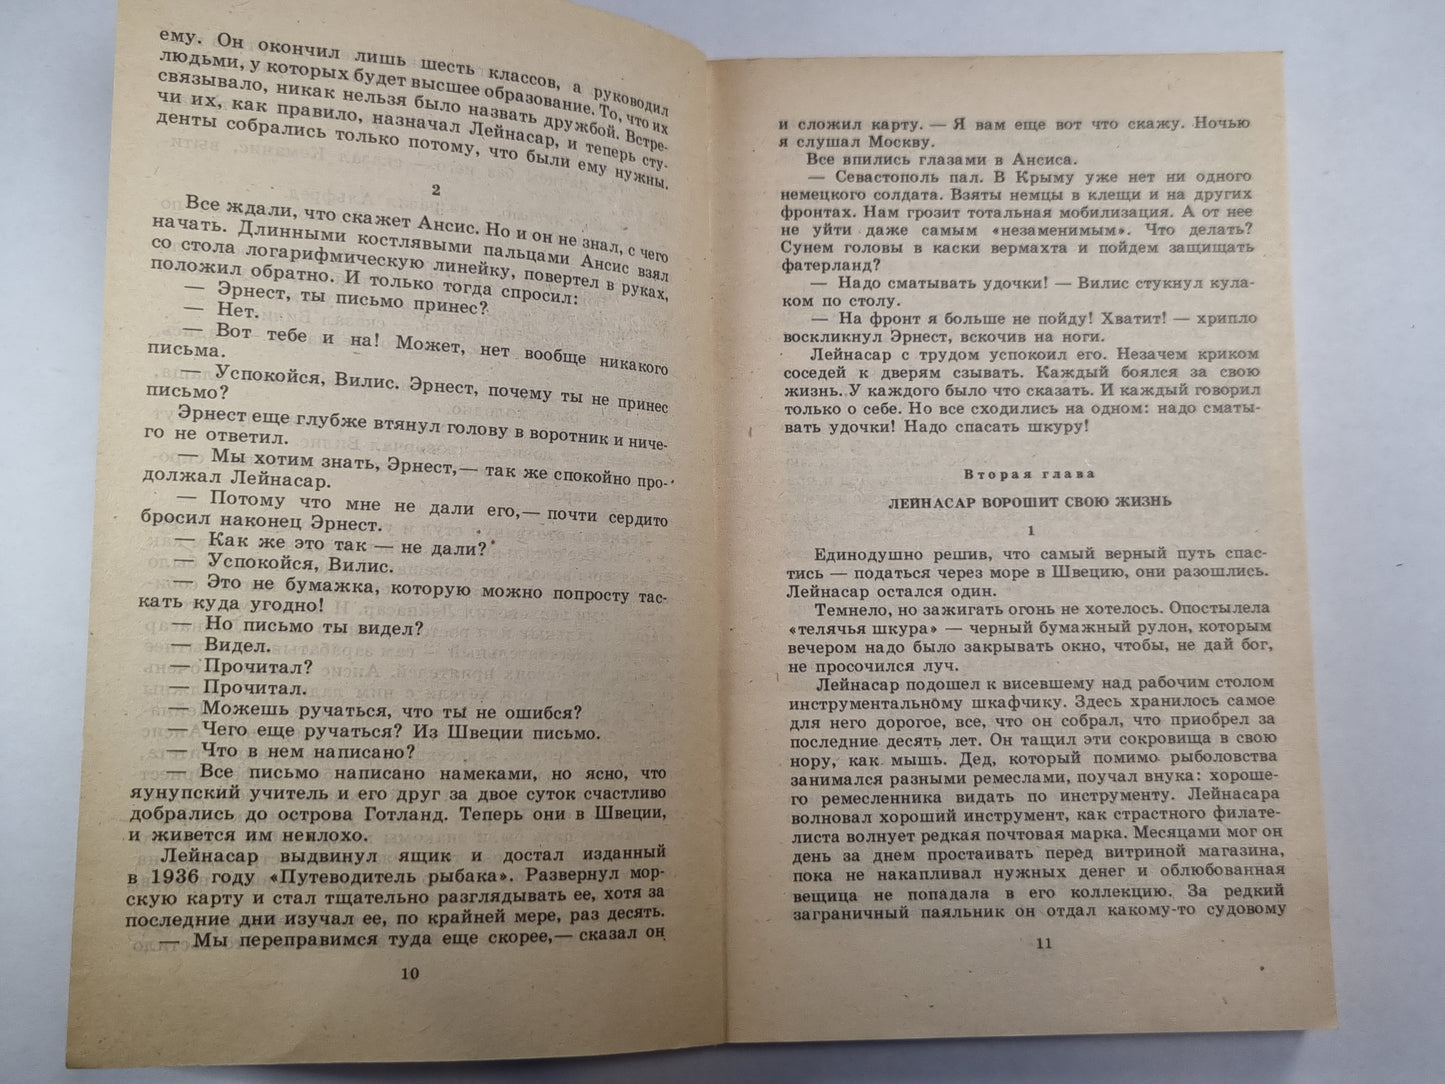 ему. Он окончил лишь шесть классов, а руководил
людьми, у которых будет высшее образование. То, что их
связывало, никак нельзя было назвать дружбой. Встре-
чи их, как правило, назначал Лейнасар, и теперь сту-
денты собрались только потому, что были ему нужны.
2
Все ждали, что скажет Ансис. Но и он не знал, с чего
начать. Длинными костлявыми пальцами Ансис взял
со стола логарифмическую линейку, повертел в руках,
положил обратно. И только тогда спросил:
— Эрнест, ты письмо принес?
— Нет.
— Вот тебе и на! Может, нет вообще никакого
письма.
— Успокойся, Вилис. Эрнест, почему ты не принес
письмо?
Эрнест еще глубже втянул голову в воротник и ниче-
го не ответил.
— Мы хотим знать, Эрнест,— так же спокойно про-
должал Лейнасар.
— Потому что мне не дали его,— почти сердито
бросил наконец Эрнест.
— Как же это так — не дали?
— Успокойся, Вилис.
— Это не бумажка, которую можно попросту тас-
кать куда угодно!
— Но письмо ты видел?
— Видел.
— Прочитал?
— Прочитал.
— Можешь ручаться, что ты не ошибся?
— Чего еще ручаться? Из Швеции письмо.
— Что в нем написано?
— Все письмо написано намеками, но ясно, что
яунупский учитель и его друг за двое суток счастливо
добрались до острова Готланд. Теперь они в Швеции,
и живется им неплохо.
Лейнасар выдвинул ящик и достал изданный
в 1936 году «Путеводитель рыбака». Развернул мор-
скую карту и стал тщательно разглядывать ее, хотя за
последние дни изучал ее, по крайней мере, раз десять.
— Мы переправимся туда еще скорее,— сказал он
10
и сложил карту. — Я вам еще вот что скажу. Ночью
я слушал Москву.
Все впились глазами в Ансиса.
— Севастополь пал. В Крыму уже нет ни одного
немецкого солдата. Взяты немцы в клещи и на других
фронтах. Нам грозит тотальная мобилизация. А от нее
не уйти даже самым «незаменимым». Что делать?
Сунем головы в каски вермахта и пойдем защищать
фатерланд?
— Надо сматывать удочки! — Вилис стукнул кула-
ком по столу.
— На фронт я больше не пойду! Хватит! — хрипло
воскликнул Эрнест, вскочив на ноги.
Лейнасар с трудом успокоил его. Незачем криком
соседей к дверям сзывать. Каждый боялся за свою
жизнь. У каждого было что сказать. И каждый говорил
только о себе. Но все сходились на одном: надо сматы-
вать удочки! Надо спасать шкуру!
Вторая глава
ЛЕЙНАСАР ВОРОШИТ СВОЮ ЖИЗНЬ
1
Единодушно решив, что самый верный путь спас-
тись — податься через море в Швецию, они разошлись.
Лейнасар остался один.
Темнело, но зажигать огонь не хотелось. Опостылела
«телячья шкура» — черный бумажный рулон, которым
вечером надо было закрывать окно, чтобы, не дай бог,
не просочился луч.
Лейнасар подошел к висевшему над рабочим столом
инструментальному шкафчику. Здесь хранилось самое
для него дорогое, все, что он собрал, что приобрел за
последние десять лет. Он тащил эти сокровища в свою
нору, как мышь. Дед, который помимо рыболовства
занимался разными ремеслами, поучал внука: хороше-
го ремесленника видать по инструменту. Лейнасара
волновал хороший инструмент, как страстного филате-
листа волнует редкая почтовая марка. Месяцами мог он
день за днем простаивать перед витриной магазина,
пока не накапливал нужных денег и облюбованная
вещица не попадала в его коллекцию. За редкий
заграничный паяльник он отдал какому-то судовому
11